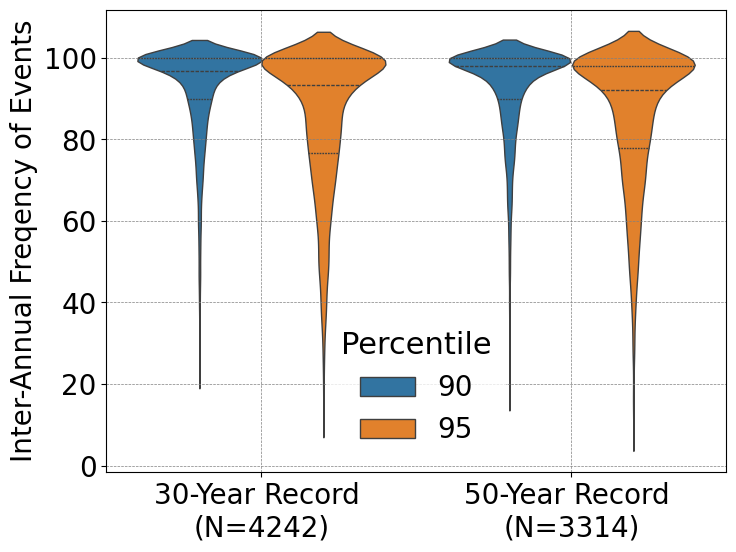 Inter-Annual Freqency of Events
100
80
60
40
20
0
Percentile
90
95
30-Year Record
(N=4242)
50-Year Record
(N=3314)